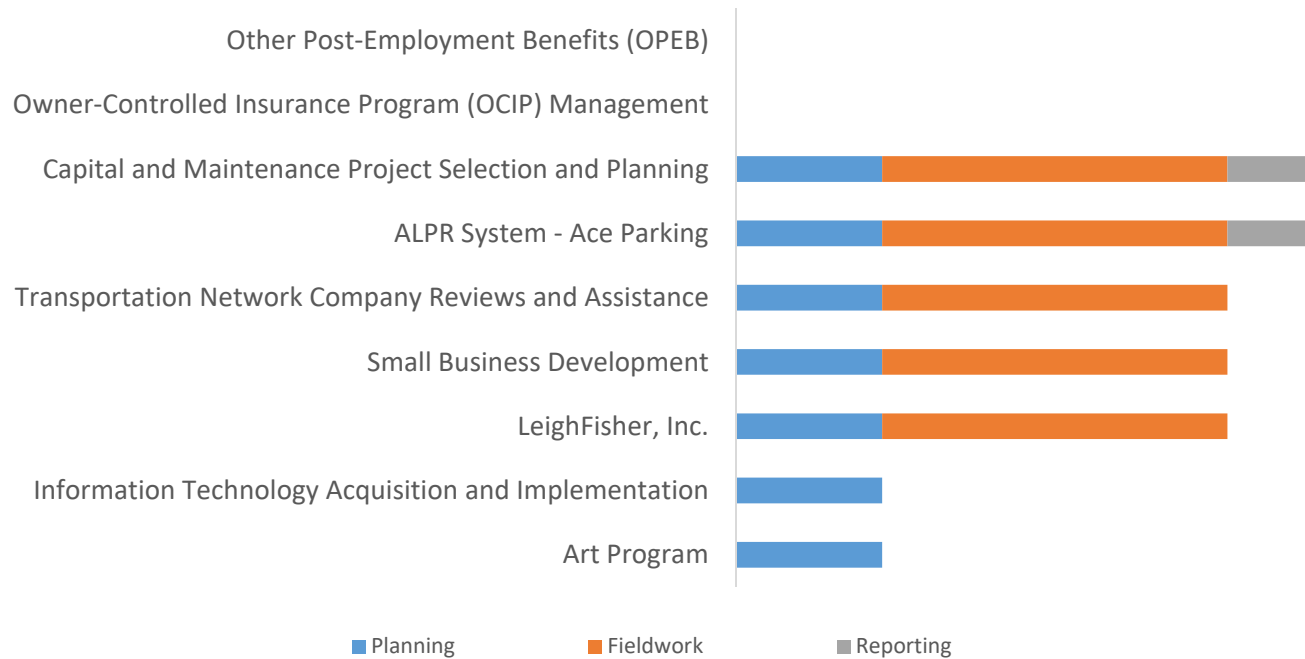 Other Post-Employment Benefits (OPEB)
Owner-Controlled Insurance Program (OCIP) Management
Capital and Maintenance Project Selection and Planning
ALPR System - Ace Parking
Transportation Network Company Reviews and Assistance
Small Business Development
LeighFisher, Inc.
Information Technology Acquisition and Implementation
Art Program
Planning Fieldwork Reporting